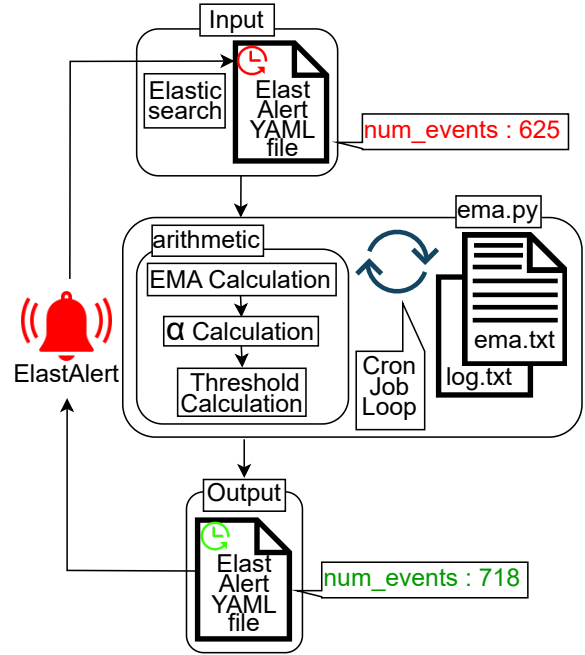 Input
Elastic
search
Elast
Alert
YAML
file
num_events : 625
ema.py
arithmetic
EMA Calculation
α Calculation
Threshold
Calculation
Cron
Job
Loop
ema.txt
log.txt
ElastAlert
Output
Elast
Alert
YAML
file
num_events : 718